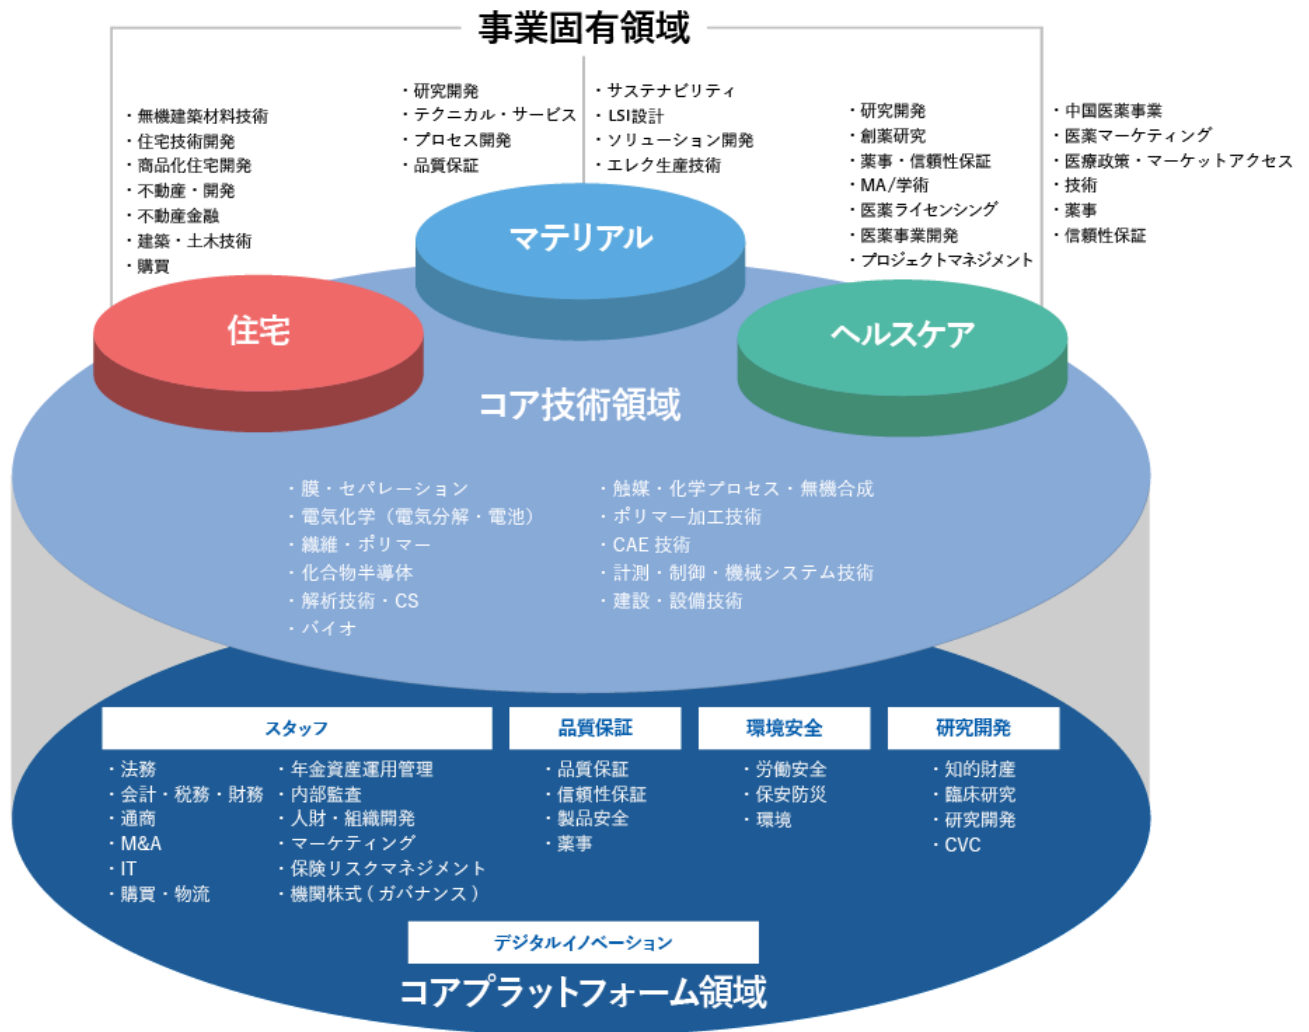 事業固有領域
・無機建築材料技術
・住宅技術開発
・商品化住宅開発
・不動産・開発
・不動産金融
・建築・土木技術
・購買
・研究開発
・テクニカル・サービス
・プロセス開発
・品質保証
・サステナビリティ
・LSI設計
・ソリューション開発
・エレク生産技術
・研究開発
・創薬研究
・薬事・信頼性保証
・MA/学術
・医薬ライセンシング
・医薬事業開発
・プロジェクトマネジメント
・中国医薬事業
・医薬マーケティング
・医療政策・マーケットアクセス
・技術
・薬事
・信頼性保証
住宅
マテリアル
ヘルスケア
コア技術領域
・膜・セパレーション
・電気化学（電気分解・電池）
・繊維・ポリマー
・化合物半導体
・解析技術・CS
・バイオ
・触媒・化学プロセス・無機合成
・ポリマー加工技術
・CAE 技術
・計測・制御・機械システム技術
・建設・設備技術
スタッフ
・法務
・会計・税務・財務
・通商
・M&A
・IT
・購買・物流
・年金資産運用管理
・内部監査
・人財・組織開発
・マーケティング
・保険リスクマネジメント
・機関株式 ( ガバナンス )
品質保証
・品質保証
・信頼性保証
・製品安全
・薬事
環境安全
・労働安全
・保安防災
・環境
研究開発
・知的財産
・臨床研究
・研究開発
・CVC
デジタルイノベーション
コアプラットフォーム領域